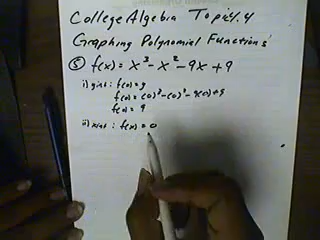 College Algebra Topic 4.4
Graphing Polynomial Functions
⑤ f(x) = x³ - x² - 9x + 9
i) yint : f(0) = y
f(0) = (0)³ - (0)² - 9(0) + 9
f(0) = 9
ii) xint : f(x) = 0